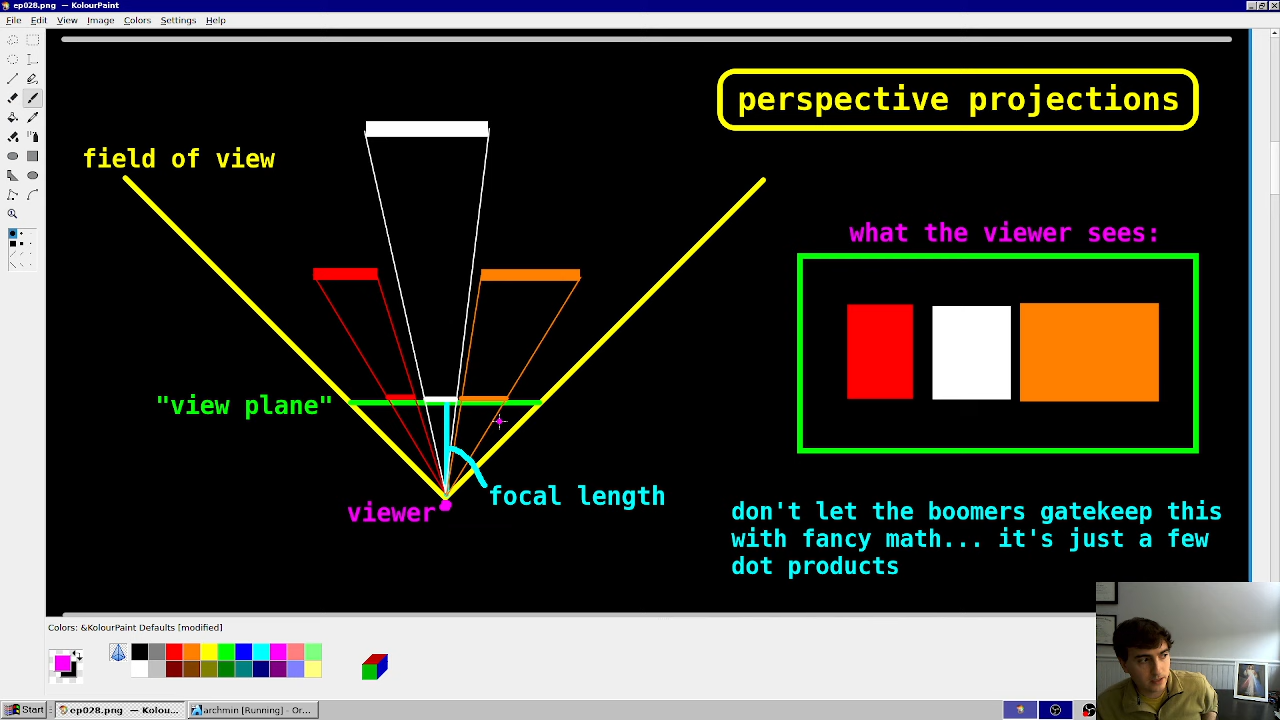 ep028.png — KolourPaint
File Edit View Image Colors Settings Help
perspective projections
field of view
what the viewer sees:
"view plane"
focal length
viewer
don't let the boomers gatekeep this
with fancy math... it's just a few
dot products
Colors: &KolourPaint Defaults [modified]
Start
ep028.png — Kolou...
archmin [Running] - Or...